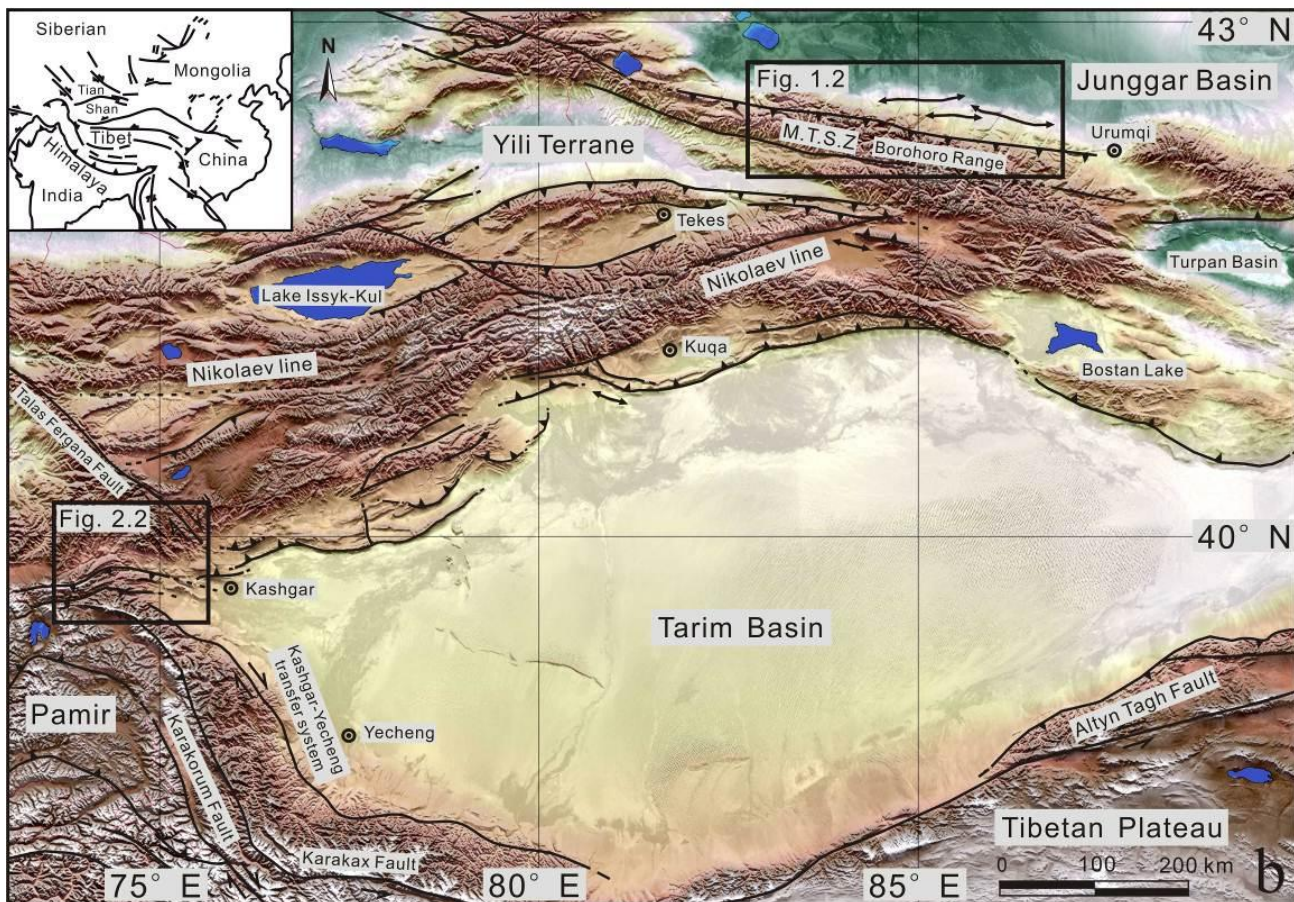 Siberian
Mongolia
Tian
Shan
Tibet
Himalaya
China
India
N
43° N
Fig. 1.2
Junggar Basin
Urumqi
Yili Terrane
M.T.S.Z
Borohoro Range
Tekes
Nikolaev line
Turpan Basin
Lake Issyk-Kul
Kuqa
Bostan Lake
Nikolaev line
Talas Fergana Fault
Fig. 2.2
40° N
Kashgar
Tarim Basin
Kashgar-Yecheng
transfer system
Pamir
Yecheng
Altyn Tagh Fault
Karakorum Fault
Karakax Fault
Tibetan Plateau
0 100 200 km
75° E
80° E
85° E
b